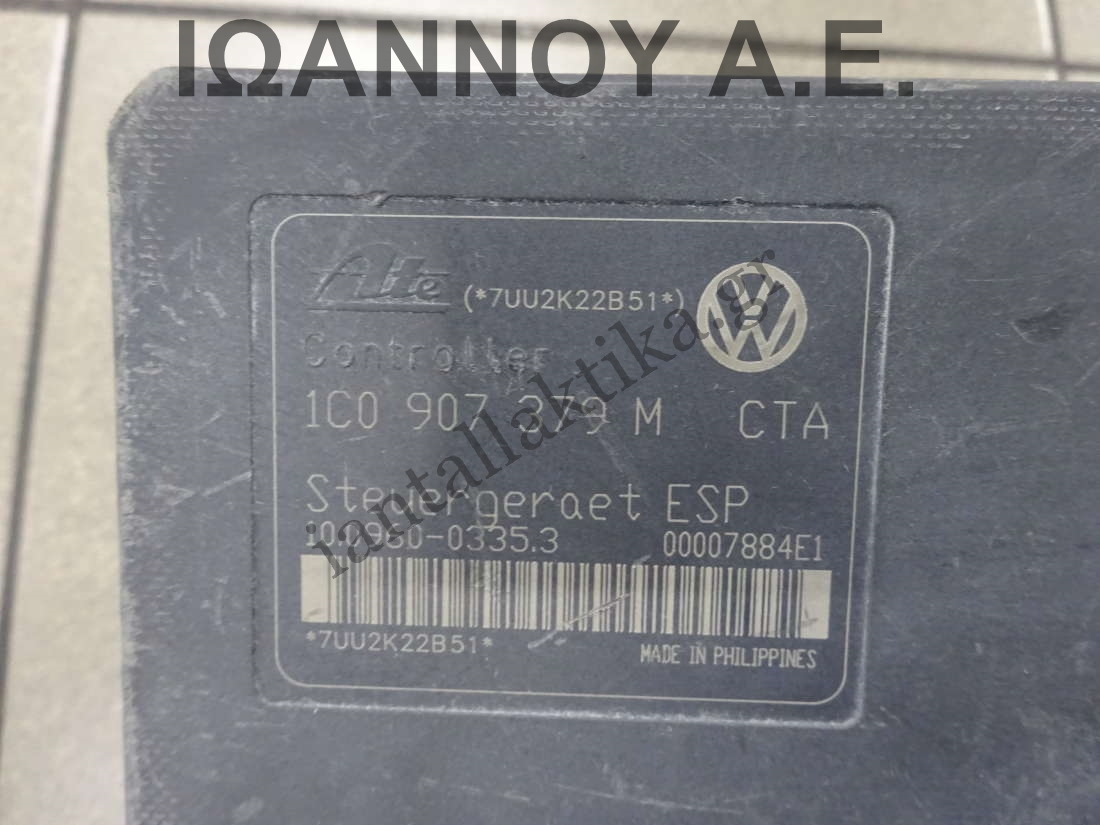 ΙΩΑΝΝΟΥ Α.Ε.
Ate (*7UU2K22B51*)
Controller
1C0 907 379 M CTA
Steuergeraet ESP
10.0960-0335.3 00007884E1
*7UU2K22B51*
MADE IN PHILIPPINES
iantallaktika.gr